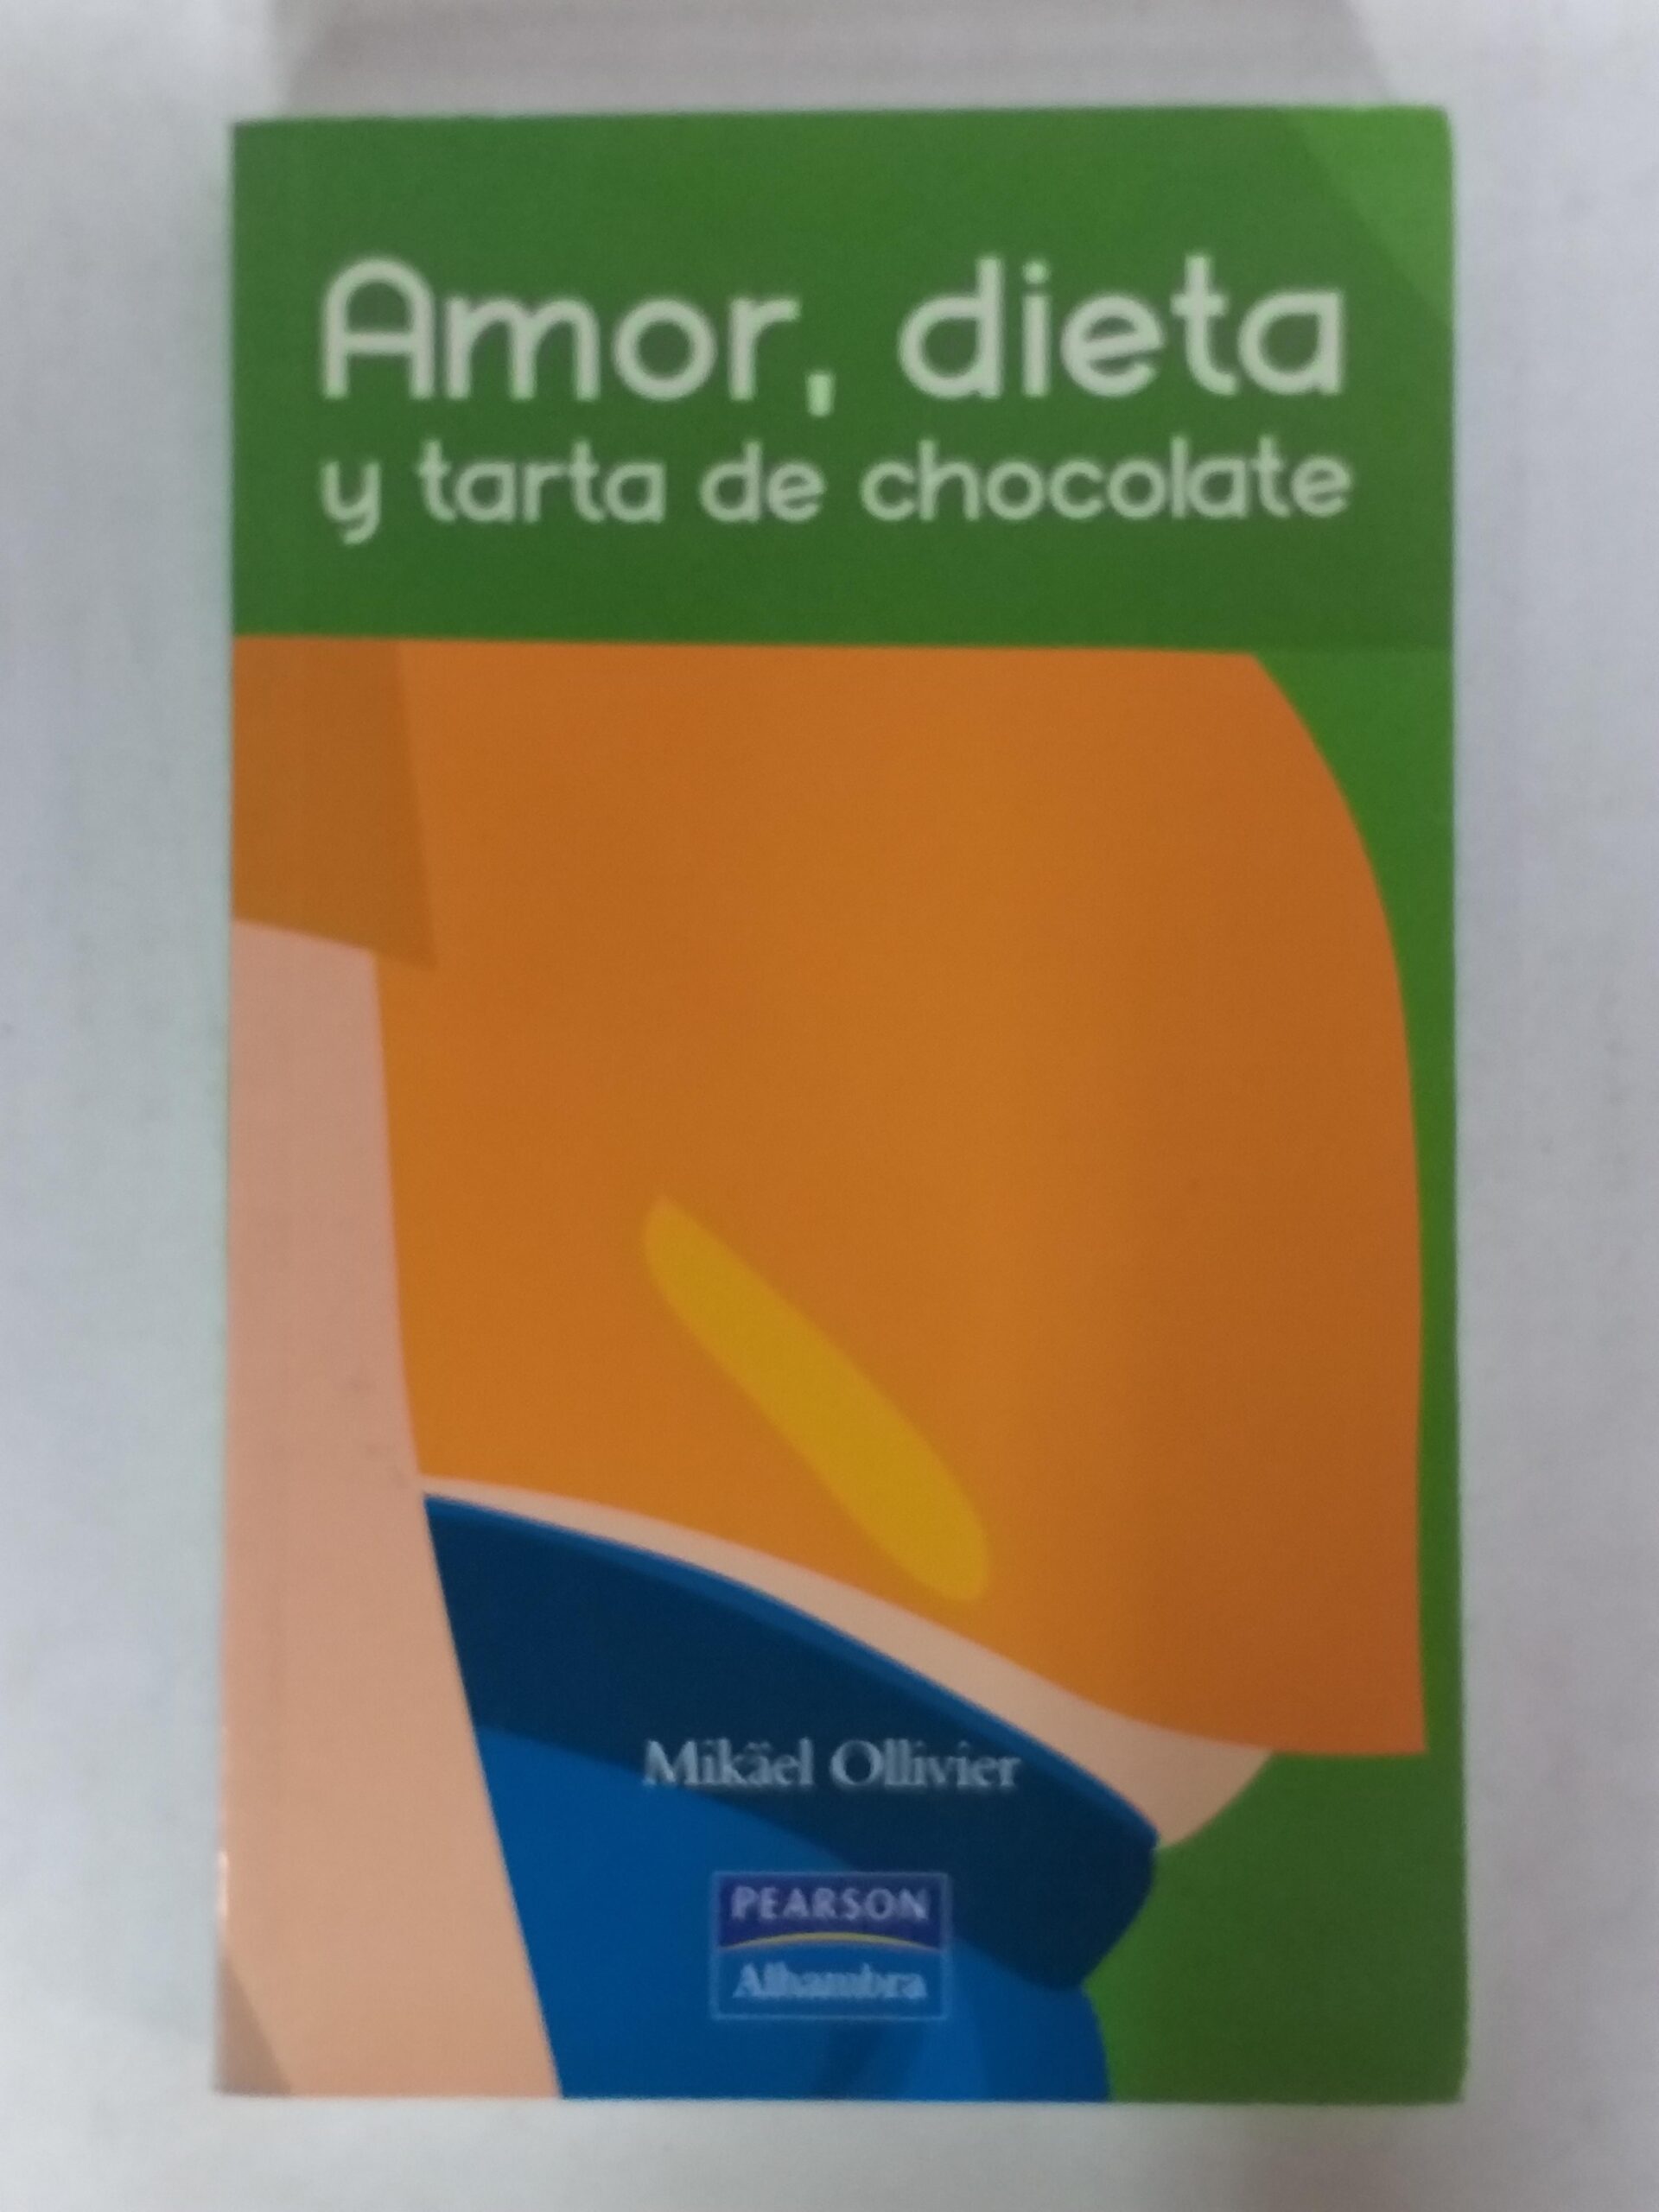 Amor, dieta
y tarta de chocolate
Mikäel Ollivier
PEARSON
Alhambra